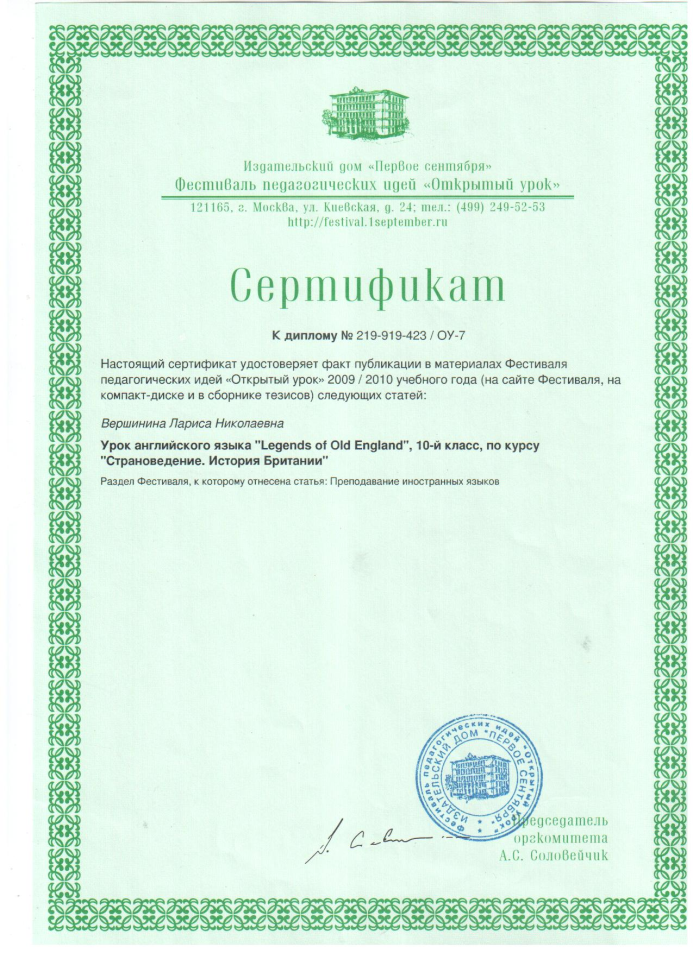 Издательский дом «Первое сентября»
Фестиваль педагогических идей «Открытый урок»
121165, г. Москва, ул. Киевская, д. 24; тел.: (499) 249-52-53
http://festival.1september.ru
Сертификат
К диплому № 219-919-423 / ОУ-7
Настоящий сертификат удостоверяет факт публикации в материалах Фестиваля
педагогических идей «Открытый урок» 2009 / 2010 учебного года (на сайте Фестиваля, на
компакт-диске и в сборнике тезисов) следующих статей:
Вершинина Лариса Николаевна
Урок английского языка "Legends of Old England", 10-й класс, по курсу
"Страноведение. История Британии"
Раздел Фестиваля, к которому отнесена статья: Преподавание иностранных языков
Фестиваль педагогических идей "Открытый урок"
ИЗДАТЕЛЬСКИЙ ДОМ "ПЕРВОЕ СЕНТЯБРЯ"
Председатель
оргкомитета
А.С. Соловейчик